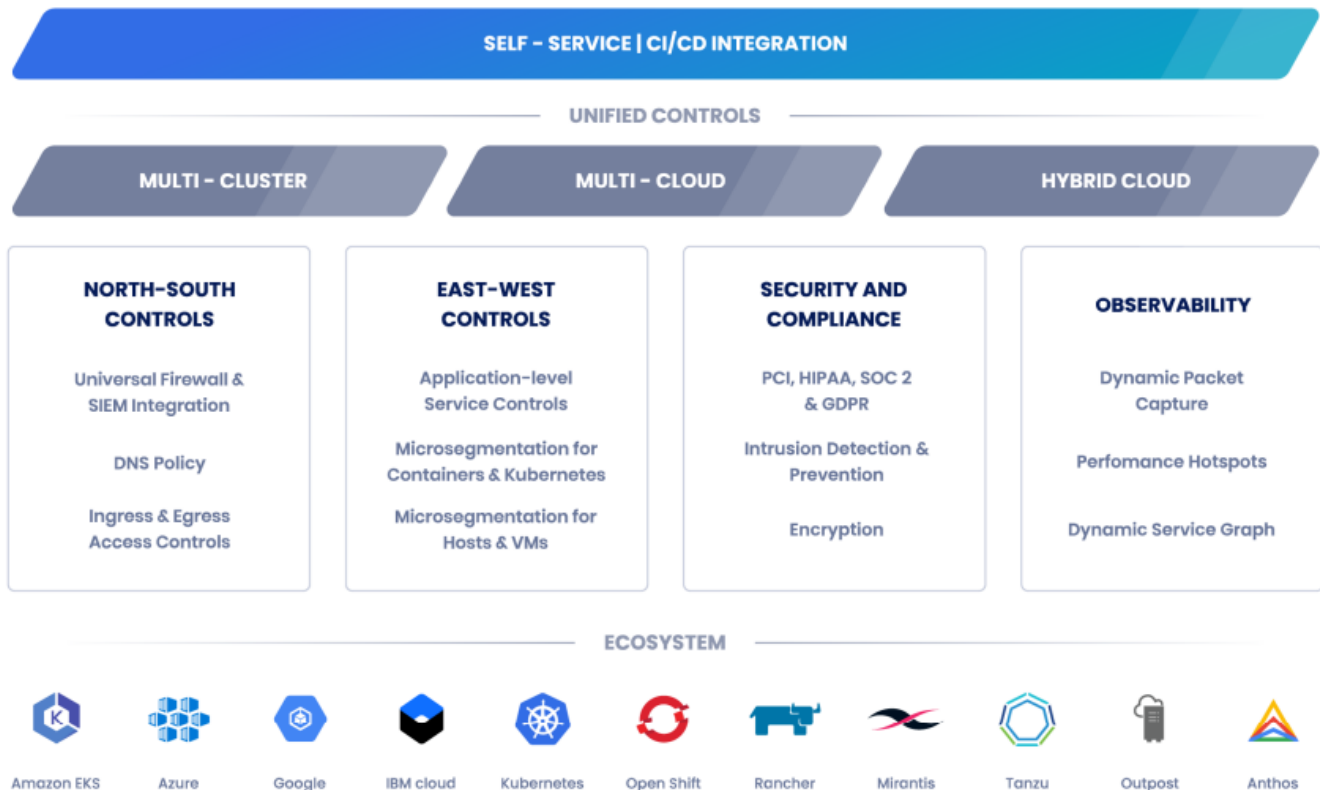 SELF - SERVICE | CI/CD INTEGRATION
UNIFIED CONTROLS
MULTI - CLUSTER
MULTI - CLOUD
HYBRID CLOUD
NORTH-SOUTH
CONTROLS
Universal Firewall &
SIEM Integration
DNS Policy
Ingress & Egress
Access Controls
EAST-WEST
CONTROLS
Application-level
Service Controls
Microsegmentation for
Containers & Kubernetes
Microsegmentation for
Hosts & VMs
SECURITY AND
COMPLIANCE
PCI, HIPAA, SOC 2
& GDPR
Intrusion Detection &
Prevention
Encryption
OBSERVABILITY
Dynamic Packet
Capture
Perfomance Hotspots
Dynamic Service Graph
ECOSYSTEM
K
Amazon EKS
Azure
Google
IBM cloud
Kubernetes
Open Shift
Rancher
Mirantis
Tanzu
Outpost
Anthos